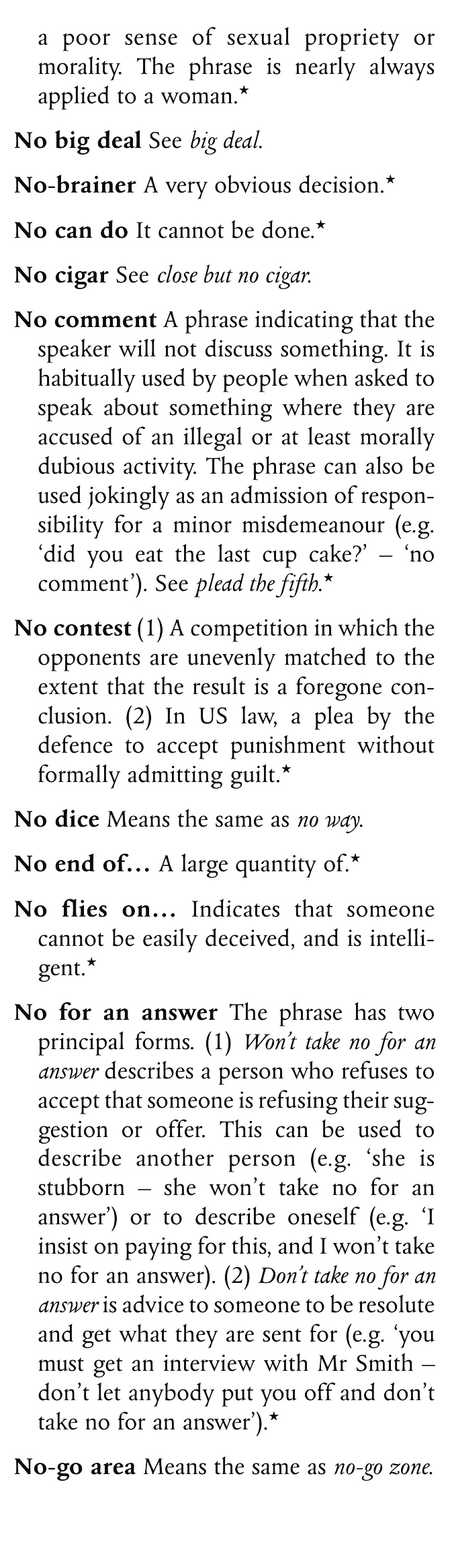 a poor sense of sexual propriety or
morality. The phrase is nearly always
applied to a woman.★
No big deal See big deal.
No-brainer A very obvious decision.★
No can do It cannot be done.★
No cigar See close but no cigar.
No comment A phrase indicating that the
speaker will not discuss something. It is
habitually used by people when asked to
speak about something where they are
accused of an illegal or at least morally
dubious activity. The phrase can also be
used jokingly as an admission of respon-
sibility for a minor misdemeanour (e.g.
‘did you eat the last cup cake?’ – ‘no
comment’). See plead the fifth.★
No contest (1) A competition in which the
opponents are unevenly matched to the
extent that the result is a foregone con-
clusion. (2) In US law, a plea by the
defence to accept punishment without
formally admitting guilt.★
No dice Means the same as no way.
No end of… A large quantity of.★
No flies on… Indicates that someone
cannot be easily deceived, and is intelli-
gent.★
No for an answer The phrase has two
principal forms. (1) Won’t take no for an
answer describes a person who refuses to
accept that someone is refusing their sug-
gestion or offer. This can be used to
describe another person (e.g. ‘she is
stubborn – she won’t take no for an
answer’) or to describe oneself (e.g. ‘I
insist on paying for this, and I won’t take
no for an answer). (2) Don’t take no for an
answer is advice to someone to be resolute
and get what they are sent for (e.g. ‘you
must get an interview with Mr Smith –
don’t let anybody put you off and don’t
take no for an answer’).★
No-go area Means the same as no-go zone.